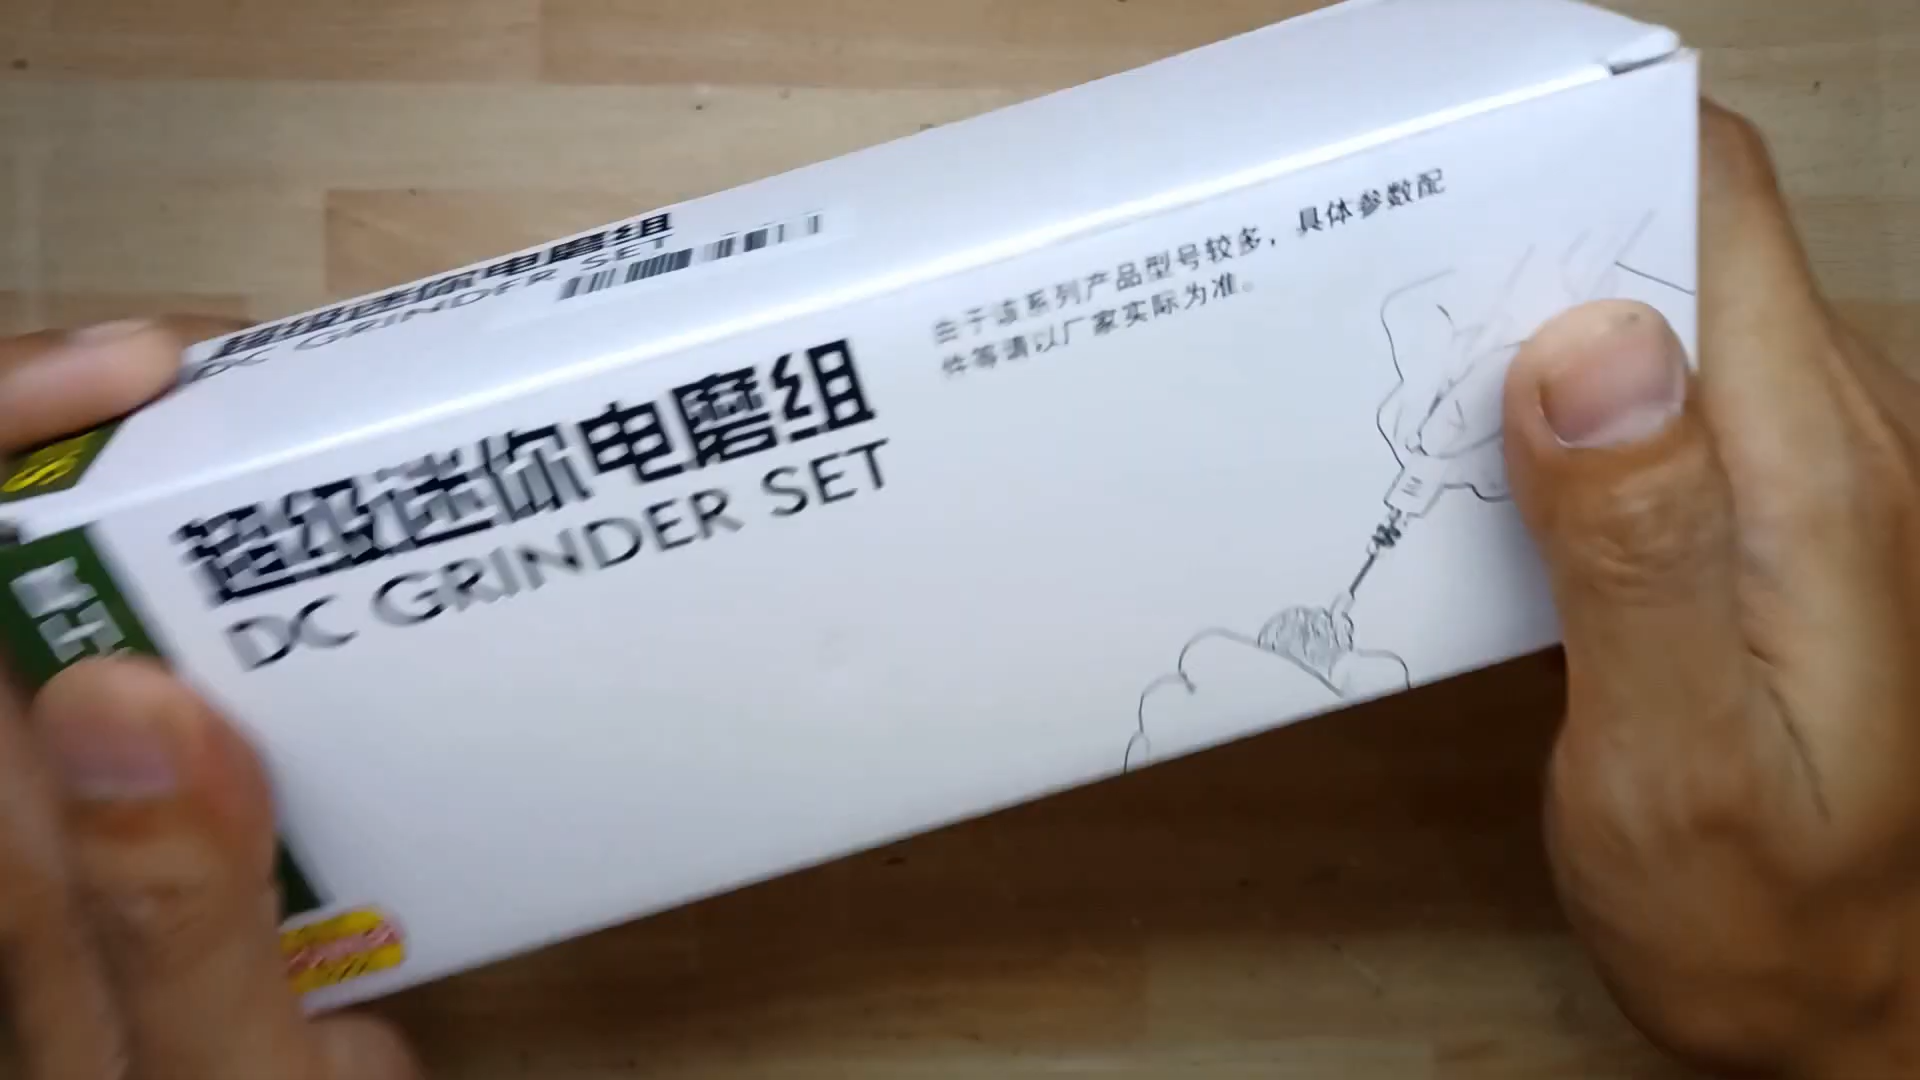 超级迷你电磨组
DC GRINDER SET
超级迷你电磨组
DC GRINDER SET
由于该系列产品型号较多，具体参数配
件等请以厂家实际为准。